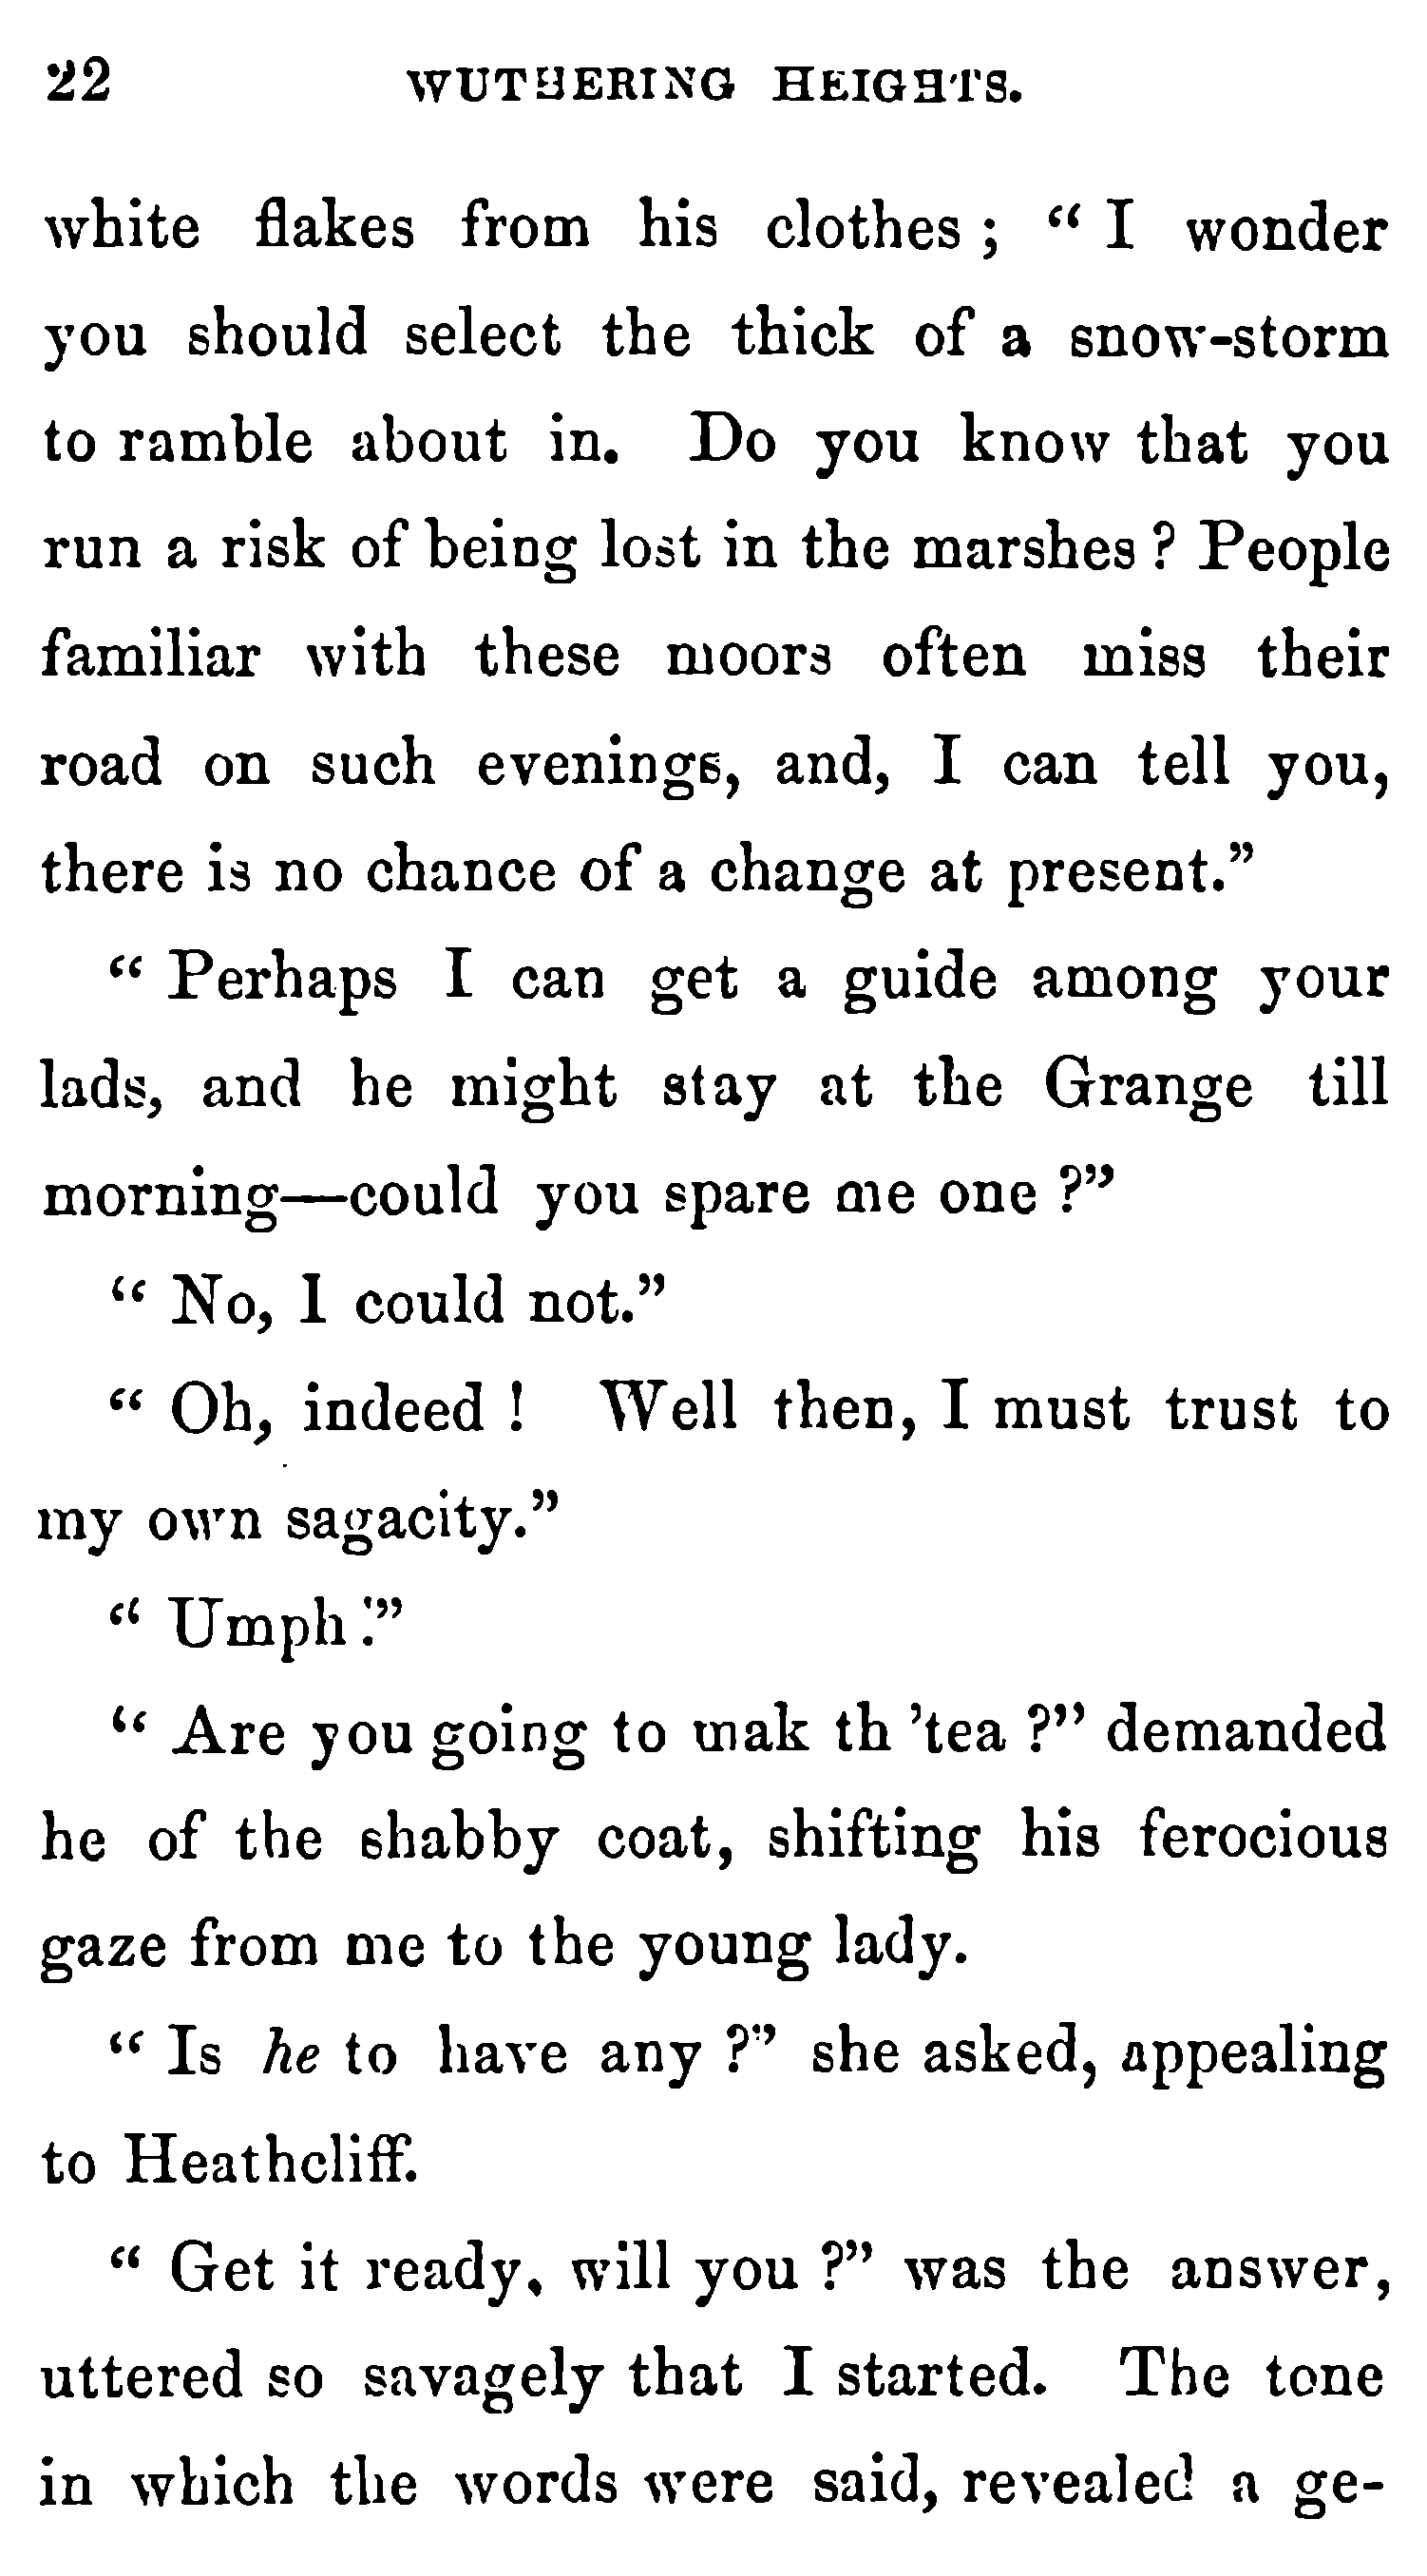 22 WUTHERING HEIGHTS.
white flakes from his clothes; "I wonder
you should select the thick of a snow-storm
to ramble about in. Do you know that you
run a risk of being lost in the marshes? People
familiar with these moors often miss their
road on such evenings, and, I can tell you,
there is no chance of a change at present."
"Perhaps I can get a guide among your
lads, and he might stay at the Grange till
morning—could you spare me one?"
"No, I could not."
"Oh, indeed! Well then, I must trust to
my own sagacity."
"Umph!"
"Are you going to mak th 'tea?" demanded
he of the shabby coat, shifting his ferocious
gaze from me to the young lady.
"Is he to have any?" she asked, appealing
to Heathcliff.
"Get it ready, will you?" was the answer,
uttered so savagely that I started. The tone
in which the words were said, revealed a ge-